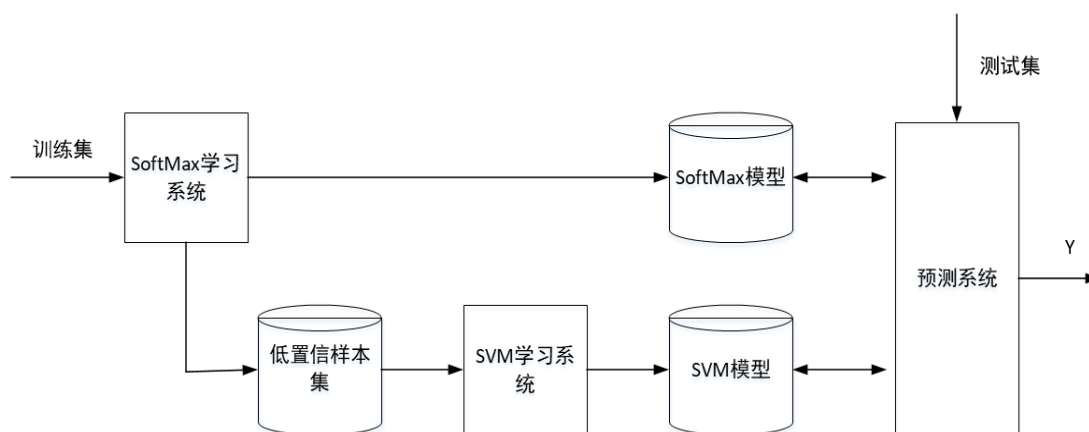 测试集
训练集
SoftMax学习
系统
SoftMax模型
Y
预测系统
低置信样本
集
SVM学习系
统
SVM模型